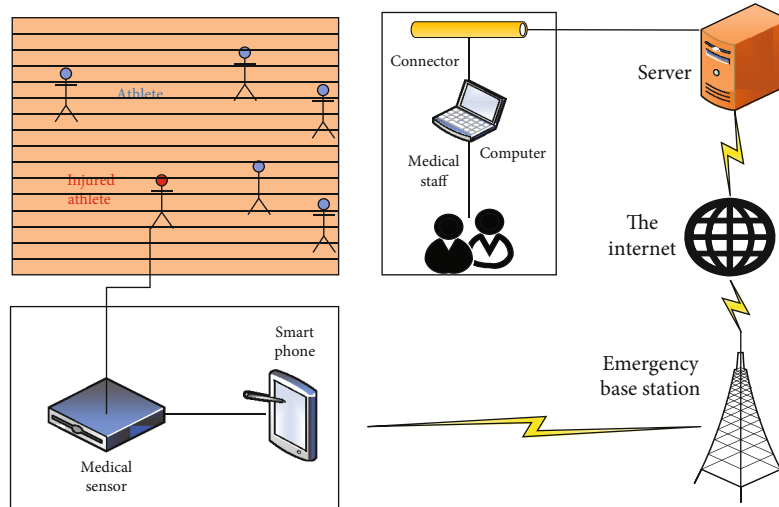 Athlete
Injured
athlete
Connector
Medical
staff
Computer
Server
The
internet
Smart
phone
Medical
sensor
Emergency
base station